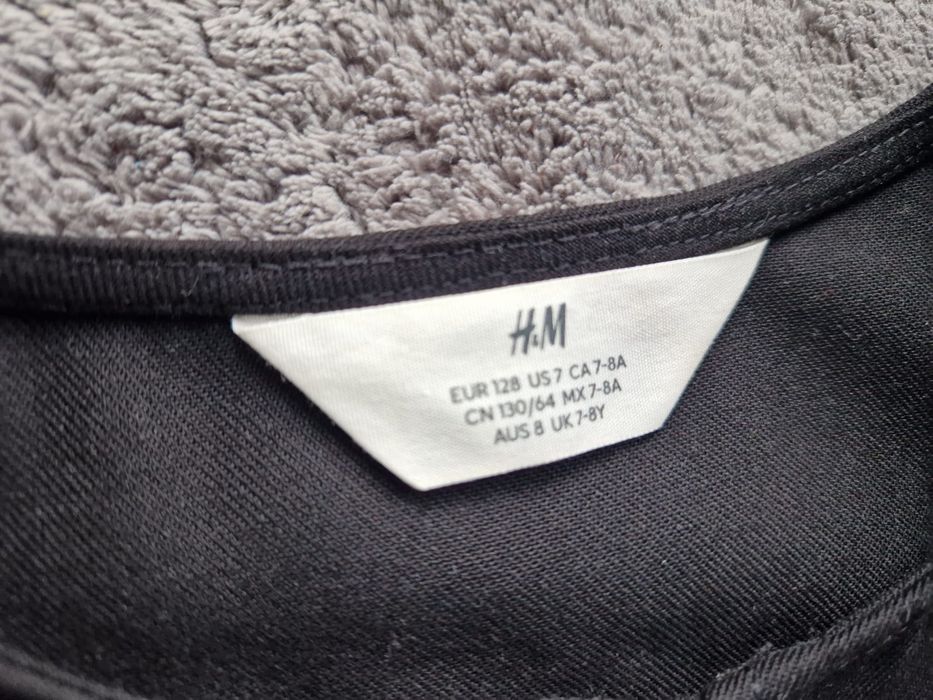 H&M
EUR 128 US 7 CA 7-8A
CN 130/64 MX 7-8A
AUS 8 UK 7-8Y